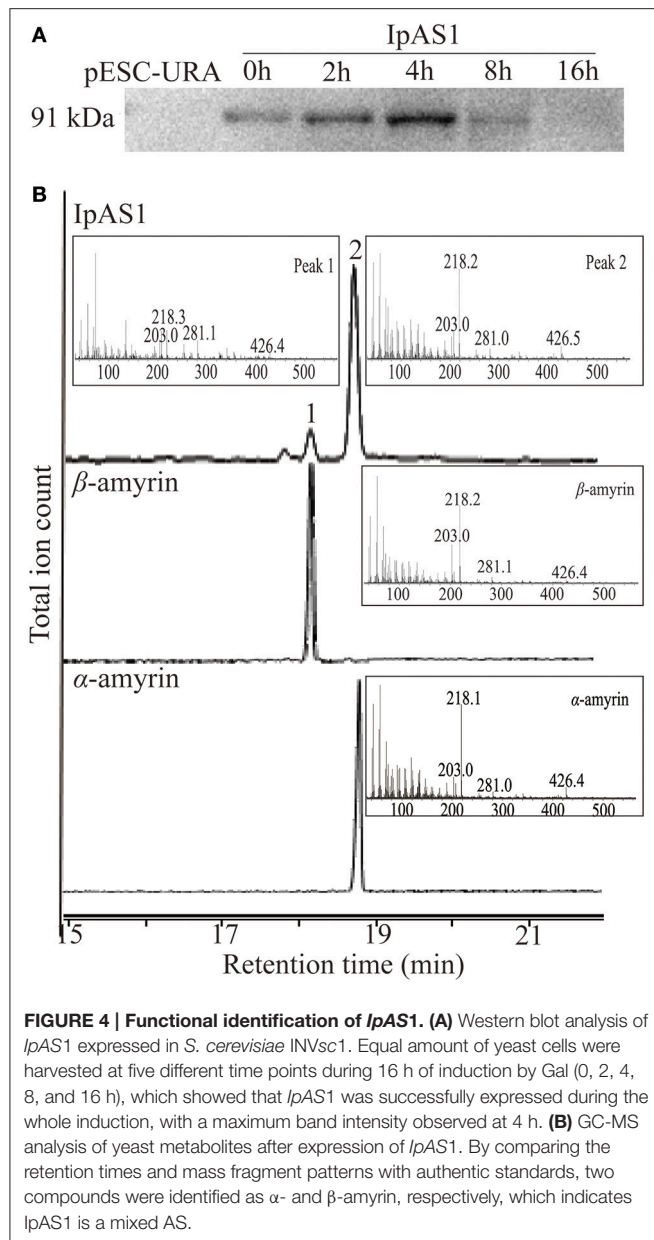 A
IpAS1
pESC-URA 0h 2h 4h 8h 16h
91 kDa
B
IpAS1
Peak 1
218.3
203.0 281.1
426.4
100 200 300 400 500
2
Peak 2
218.2
203.0
281.0
426.5
100 200 300 400 500
1
β-amyrin
β-amyrin
218.2
203.0
281.1
426.4
100 200 300 400 500
α-amyrin
α-amyrin
218.1
203.0
281.0
426.4
100 200 300 400 500
Total ion count
15 17 19 21
Retention time (min)
FIGURE 4 | Functional identification of IpAS1. (A) Western blot analysis of
IpAS1 expressed in S. cerevisiae INVsc1. Equal amount of yeast cells were
harvested at five different time points during 16 h of induction by Gal (0, 2, 4,
8, and 16 h), which showed that IpAS1 was successfully expressed during the
whole induction, with a maximum band intensity observed at 4 h. (B) GC-MS
analysis of yeast metabolites after expression of IpAS1. By comparing the
retention times and mass fragment patterns with authentic standards, two
compounds were identified as α- and β-amyrin, respectively, which indicates
IpAS1 is a mixed AS.